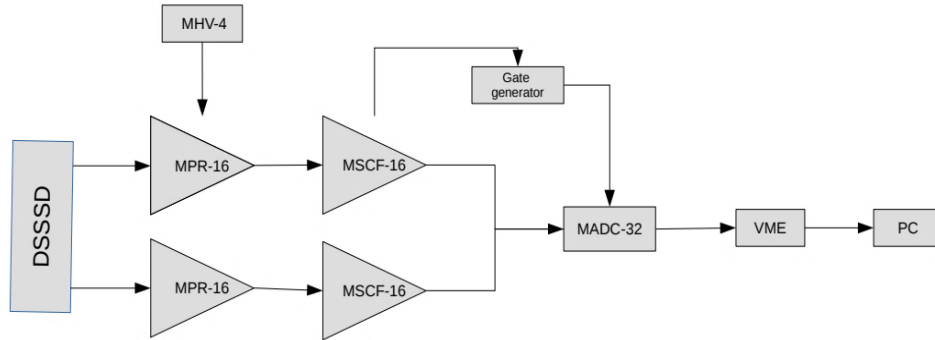 MHV-4
Gate
generator
DSSSD
MPR-16
MSCF-16
MADC-32
VME
PC
MPR-16
MSCF-16